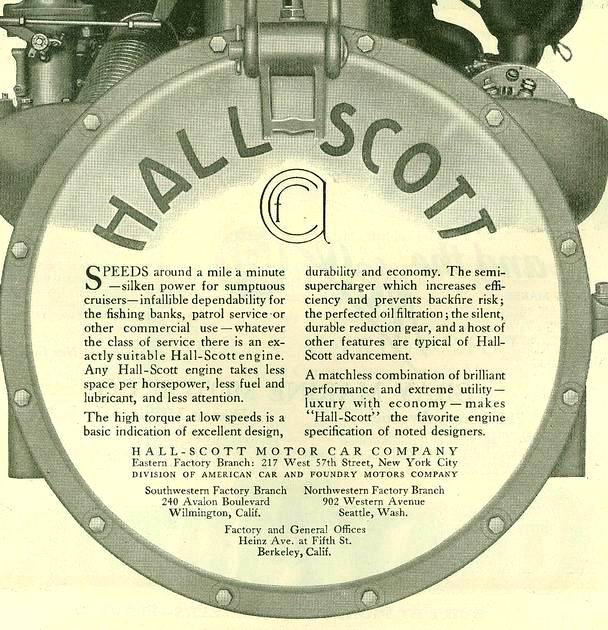 HALL SCOTT
a c f
SPEEDS around a mile a minute
—silken power for sumptuous
cruisers—infallible dependability for
the fishing banks, patrol service or
other commercial use—whatever
the class of service there is an ex-
actly suitable Hall-Scott engine.
Any Hall-Scott engine takes less
space per horsepower, less fuel and
lubricant, and less attention.
The high torque at low speeds is a
basic indication of excellent design,
durability and economy. The semi-
supercharger which increases effi-
ciency and prevents backfire risk;
the perfected oil filtration; the silent,
durable reduction gear, and a host of
other features are typical of Hall-
Scott advancement.
A matchless combination of brilliant
performance and extreme utility—
luxury with economy—makes
"Hall-Scott" the favorite engine
specification of noted designers.
HALL-SCOTT MOTOR CAR COMPANY
Eastern Factory Branch: 217 West 57th Street, New York City
DIVISION OF AMERICAN CAR AND FOUNDRY MOTORS COMPANY
Southwestern Factory Branch
240 Avalon Boulevard
Wilmington, Calif.
Northwestern Factory Branch
902 Western Avenue
Seattle, Wash.
Factory and General Offices
Heinz Ave. at Fifth St.
Berkeley, Calif.